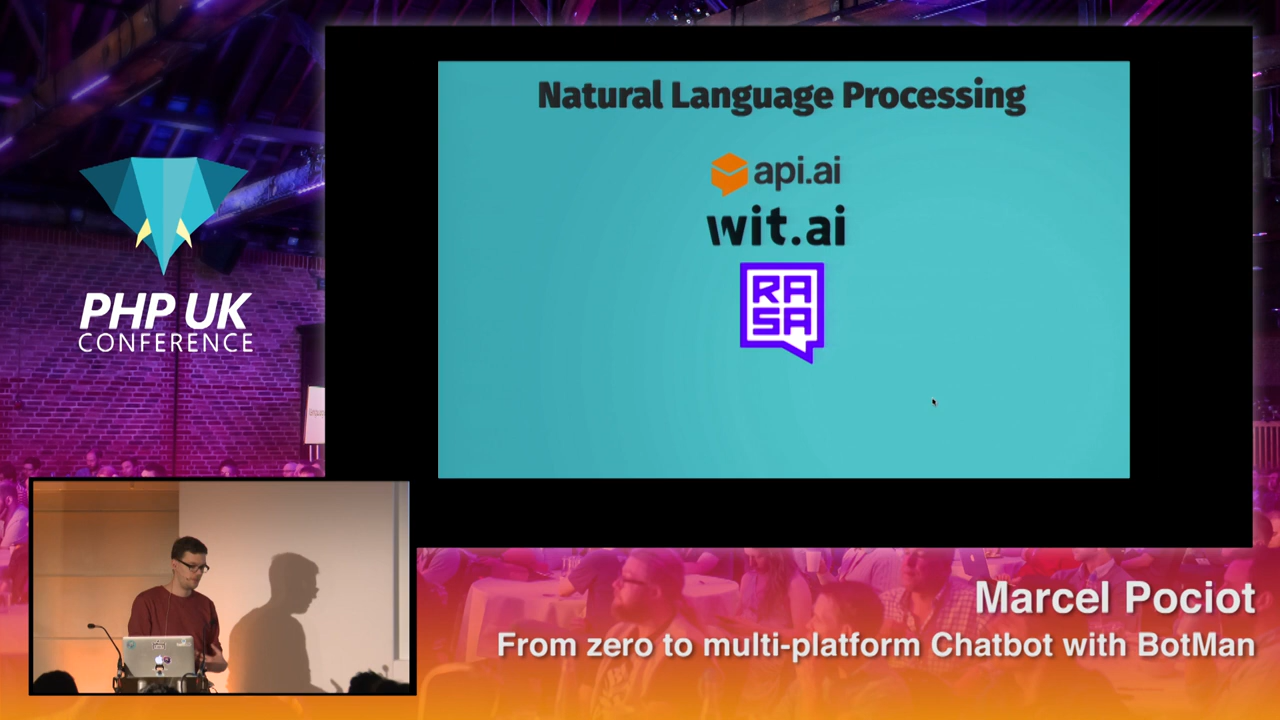 Natural Language Processing
api.ai
wit.ai
RA
SA
PHP UK
CONFERENCE
Marcel Pociot
From zero to multi-platform Chatbot with BotMan